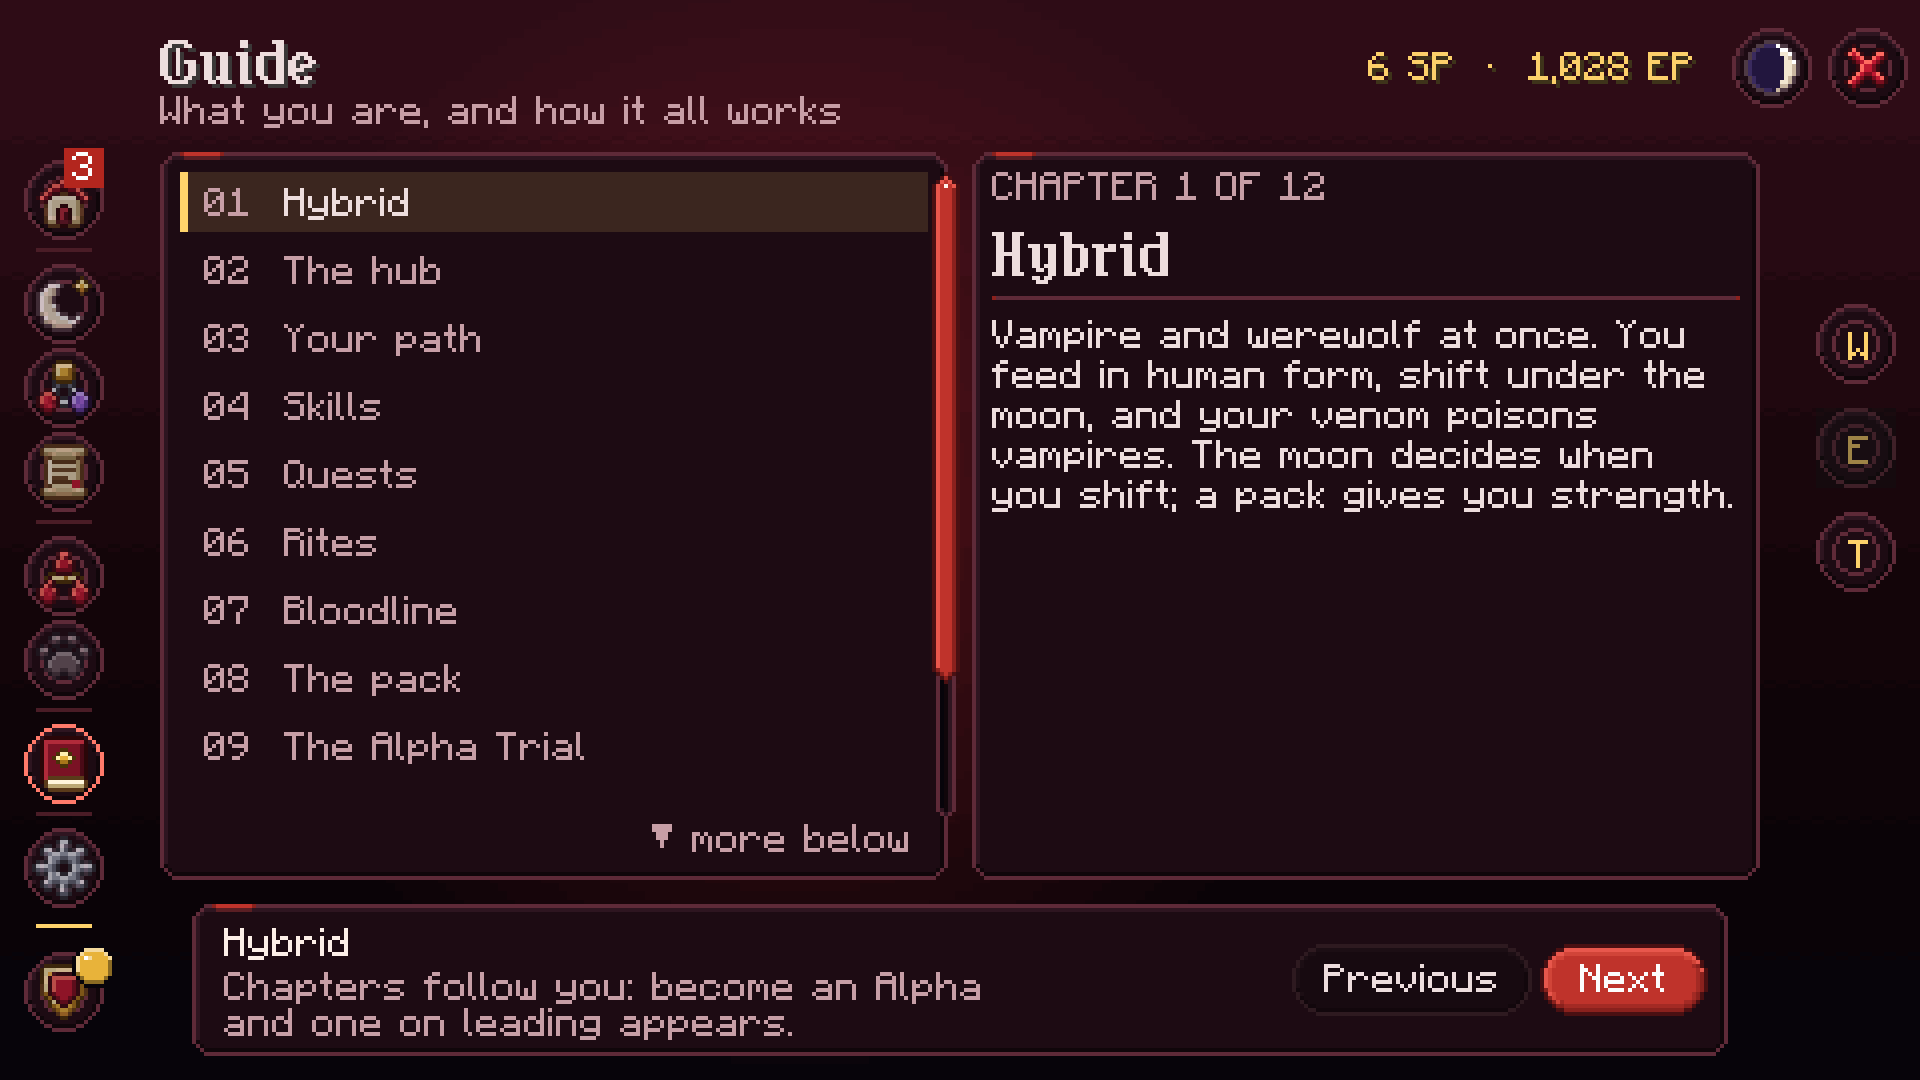 Guide
What you are, and how it all works
6 SP · 1,028 EP
3
01 Hybrid
02 The hub
03 Your path
04 Skills
05 Quests
06 Rites
07 Bloodline
08 The pack
09 The Alpha Trial
▼ more below
CHAPTER 1 OF 12
Hybrid
Vampire and werewolf at once. You
feed in human form, shift under the
moon, and your venom poisons
vampires. The moon decides when
you shift; a pack gives you strength.
W
E
T
Hybrid
Chapters follow you: become an Alpha
and one on leading appears.
Previous
Next